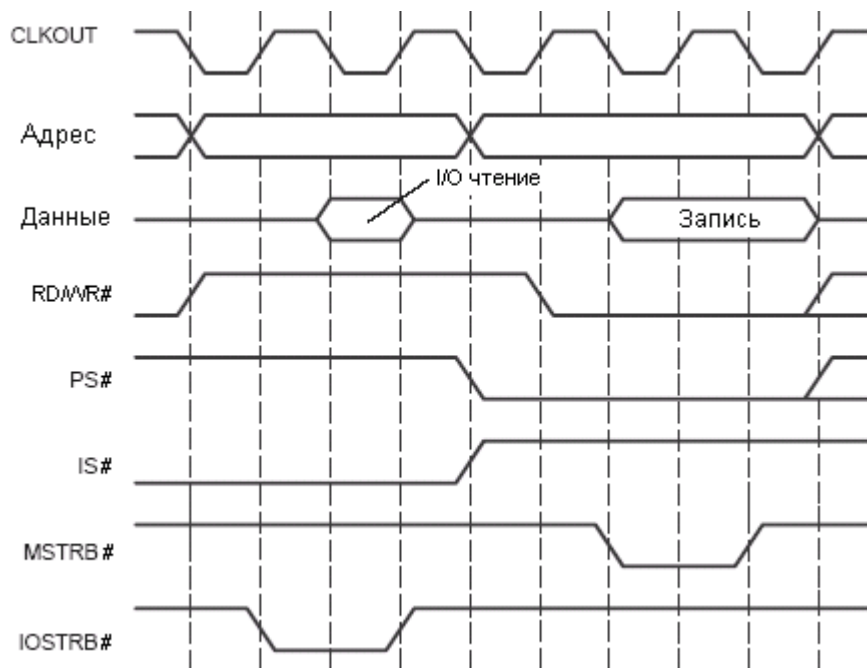 CLKOUT
Адрес
I/O чтение
Данные
Запись
RD/WR#
PS#
IS#
MSTRB#
IOSTRB#